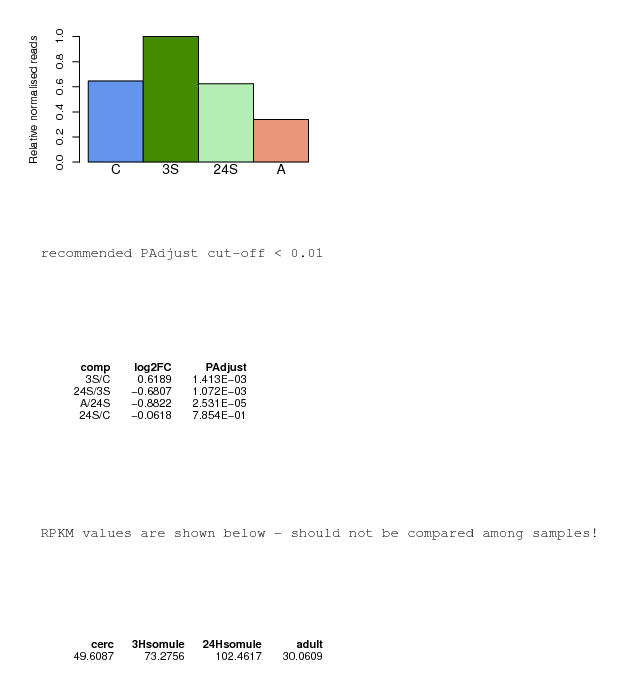 Relative normalised reads
1.0
0.8
0.6
0.4
0.2
0.0
C 3S 24S A
recommended PAdjust cut-off < 0.01
comp log2FC PAdjust
3S/C 0.6189 1.413E−03
24S/3S −0.6807 1.072E−03
A/24S −0.8822 2.531E−05
24S/C −0.0618 7.854E−01
RPKM values are shown below - should not be compared among samples!
cerc 3Hsomule 24Hsomule adult
49.6087 73.2756 102.4617 30.0609